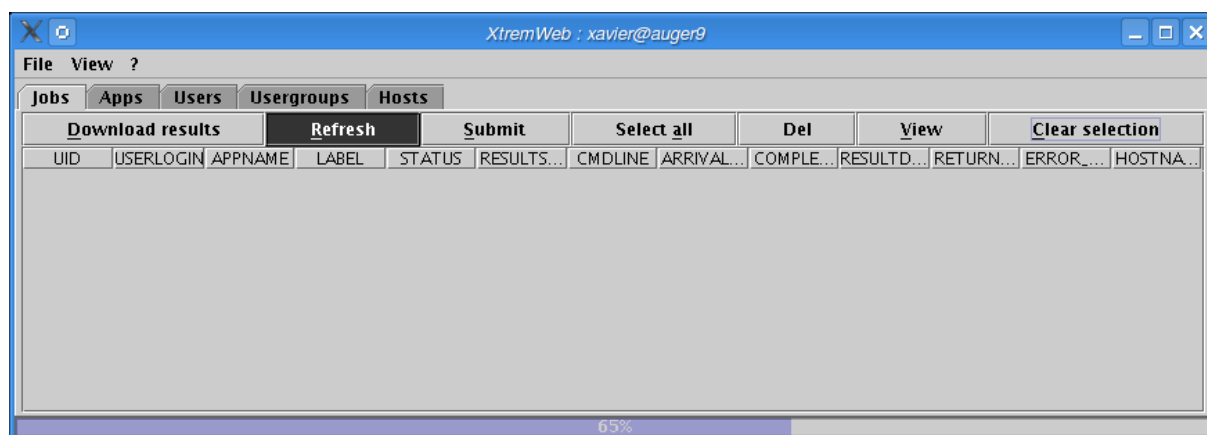 XtremWeb : xavier@auger9
File View ?
Jobs Apps Users Usergroups Hosts
Download results Refresh Submit Select all Del View Clear selection
UID USERLOGIN APPNAME LABEL STATUS RESULTS... CMDLINE ARRIVAL... COMPLE... RESULTD... RETURN... ERROR_... HOSTNA...
65%